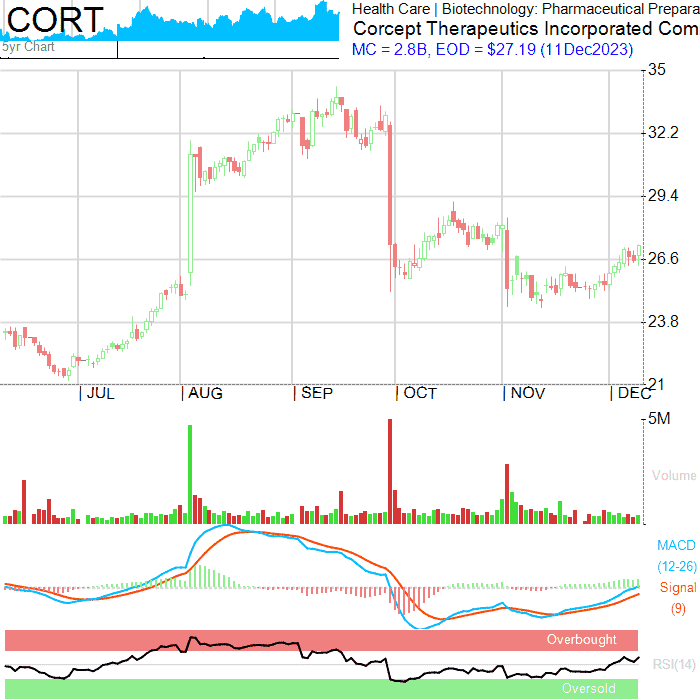 CORT
5yr Chart
Health Care | Biotechnology: Pharmaceutical Prepara
Corcept Therapeutics Incorporated Com
MC = 2.8B, EOD = $27.19 (11Dec2023)
35
32.2
29.4
26.6
23.8
21
| JUL | AUG | SEP | OCT | NOV | DEC
5M
Volume
MACD
(12-26)
Signal
(9)
Overbought
RSI(14)
Oversold